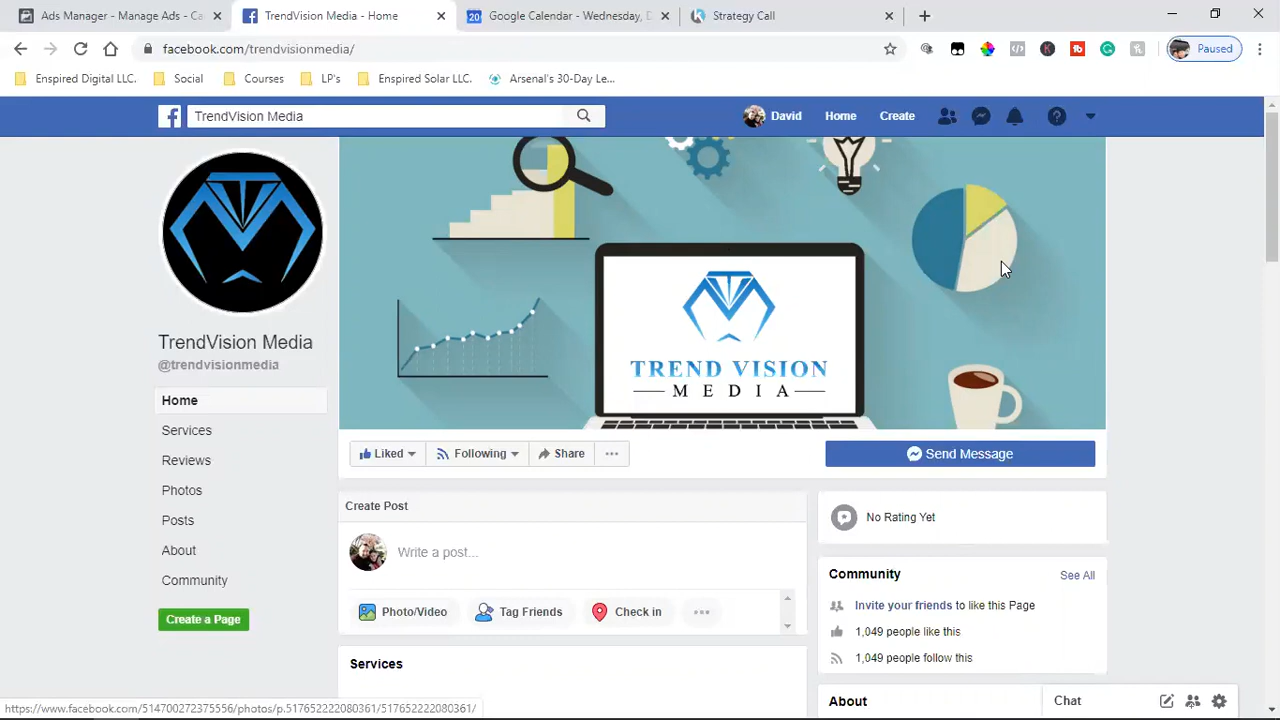 Ads Manager - Manage Ads - Ca
TrendVision Media - Home
Google Calendar - Wednesday, D
Strategy Call
facebook.com/trendvisionmedia/
Paused
Enspired Digital LLC.
Social
Courses
LP's
Enspired Solar LLC.
Arsenal's 30-Day Le...
TrendVision Media
David
Home
Create
TREND VISION
MEDIA
TrendVision Media
@trendvisionmedia
Home
Services
Reviews
Photos
Posts
About
Community
Create a Page
Liked
Following
Share
Send Message
Create Post
Write a post...
Photo/Video
Tag Friends
Check in
Services
No Rating Yet
Community
See All
Invite your friends to like this Page
1,049 people like this
1,049 people follow this
About
Chat
https://www.facebook.com/514700272375556/photos/p.517652222080361/517652222080361/